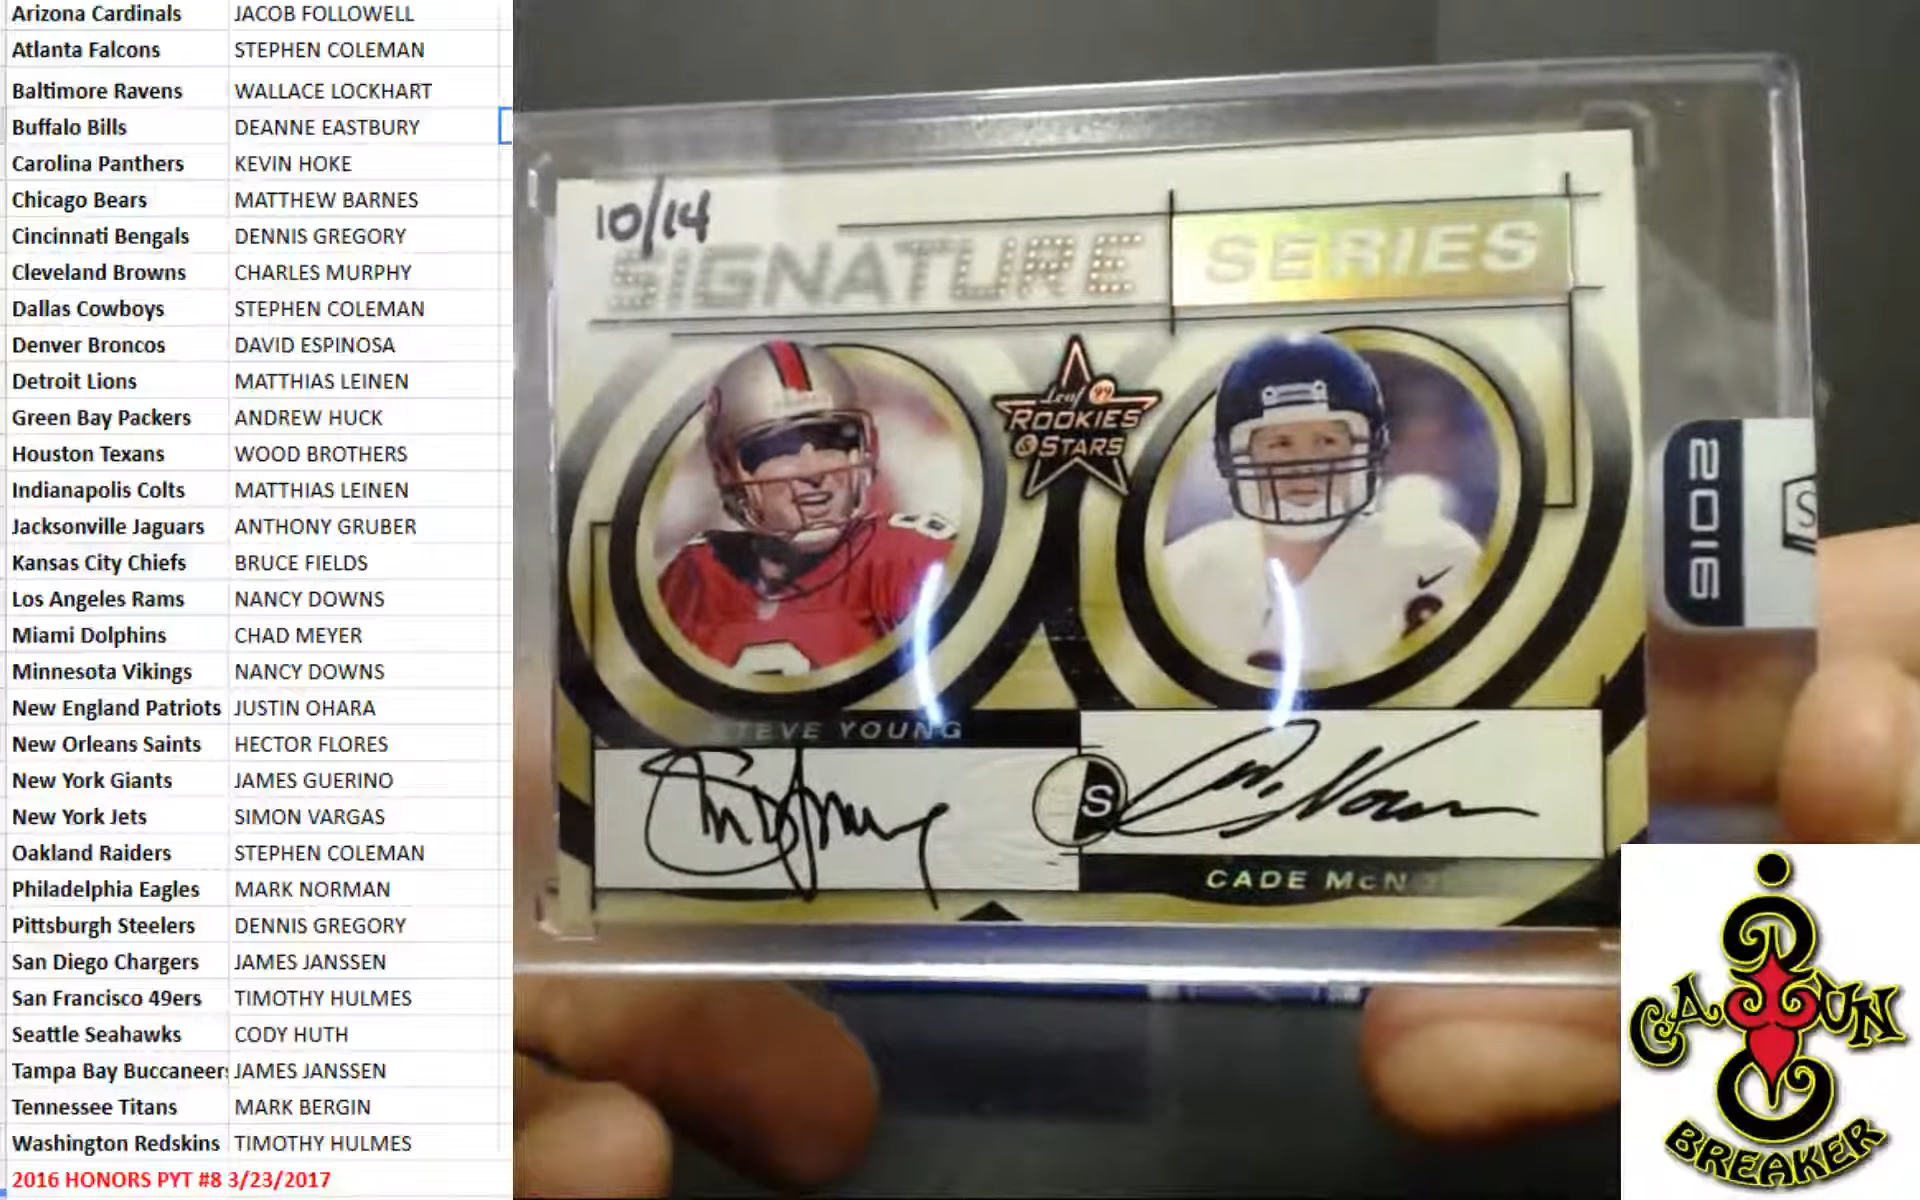 Arizona Cardinals JACOB FOLLOWELL
Atlanta Falcons STEPHEN COLEMAN
Baltimore Ravens WALLACE LOCKHART
Buffalo Bills DEANNE EASTBURY
Carolina Panthers KEVIN HOKE
Chicago Bears MATTHEW BARNES
Cincinnati Bengals DENNIS GREGORY
Cleveland Browns CHARLES MURPHY
Dallas Cowboys STEPHEN COLEMAN
Denver Broncos DAVID ESPINOSA
Detroit Lions MATTHIAS LEINEN
Green Bay Packers ANDREW HUCK
Houston Texans WOOD BROTHERS
Indianapolis Colts MATTHIAS LEINEN
Jacksonville Jaguars ANTHONY GRUBER
Kansas City Chiefs BRUCE FIELDS
Los Angeles Rams NANCY DOWNS
Miami Dolphins CHAD MEYER
Minnesota Vikings NANCY DOWNS
New England Patriots JUSTIN OHARA
New Orleans Saints HECTOR FLORES
New York Giants JAMES GUERINO
New York Jets SIMON VARGAS
Oakland Raiders STEPHEN COLEMAN
Philadelphia Eagles MARK NORMAN
Pittsburgh Steelers DENNIS GREGORY
San Diego Chargers JAMES JANSSEN
San Francisco 49ers TIMOTHY HULMES
Seattle Seahawks CODY HUTH
Tampa Bay Buccaneers JAMES JANSSEN
Tennessee Titans MARK BERGIN
Washington Redskins TIMOTHY HULMES
2016 HONORS PYT #8 3/23/2017
10/14
SIGNATURE SERIES
Leaf 99
ROOKIES
& STARS
STEVE YOUNG
S
CADE McN
2016
S
CAJUN
BREAKER